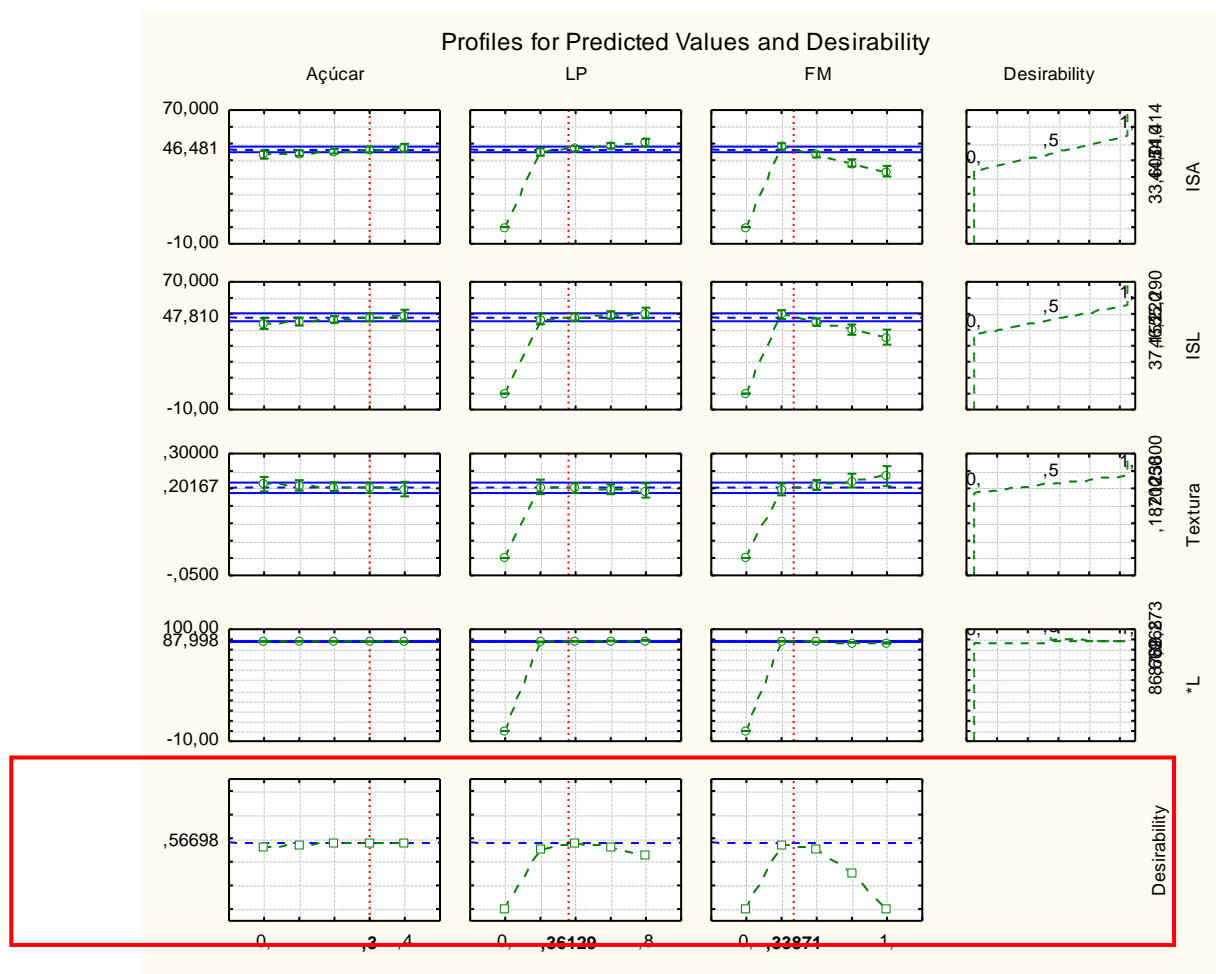 Profiles for Predicted Values and Desirability
Açúcar LP FM Desirability
70,000
46,481
-10,00
0, ,5 1,
ISA
70,000
47,810
-10,00
0, ,5 1,
ISL
,30000
,20167
-,0500
0, ,5 1,
Textura
100,00
87,998
-10,00
0,
*L
,56698
Desirability
0, ,3 ,4 0, ,36129 ,8 0, ,33871 1,